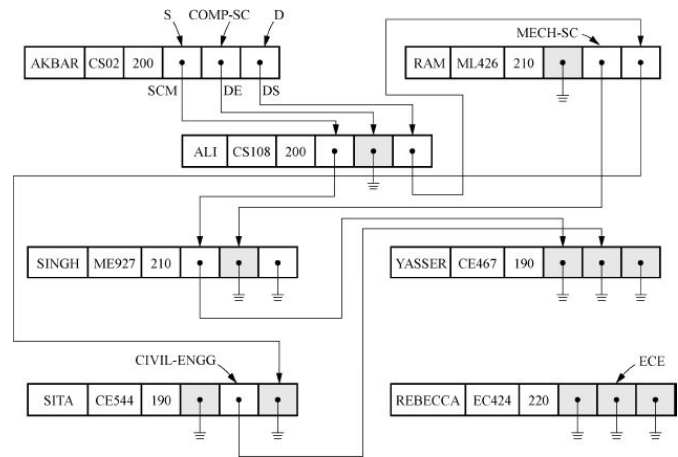 S COMP-SC D
MECH-SC
AKBAR CS02 200
RAM ML426 210
SCM DE DS
ALI CS108 200
SINGH ME927 210
YASSER CE467 190
CIVIL-ENGG
ECE
SITA CE544 190
REBECCA EC424 220